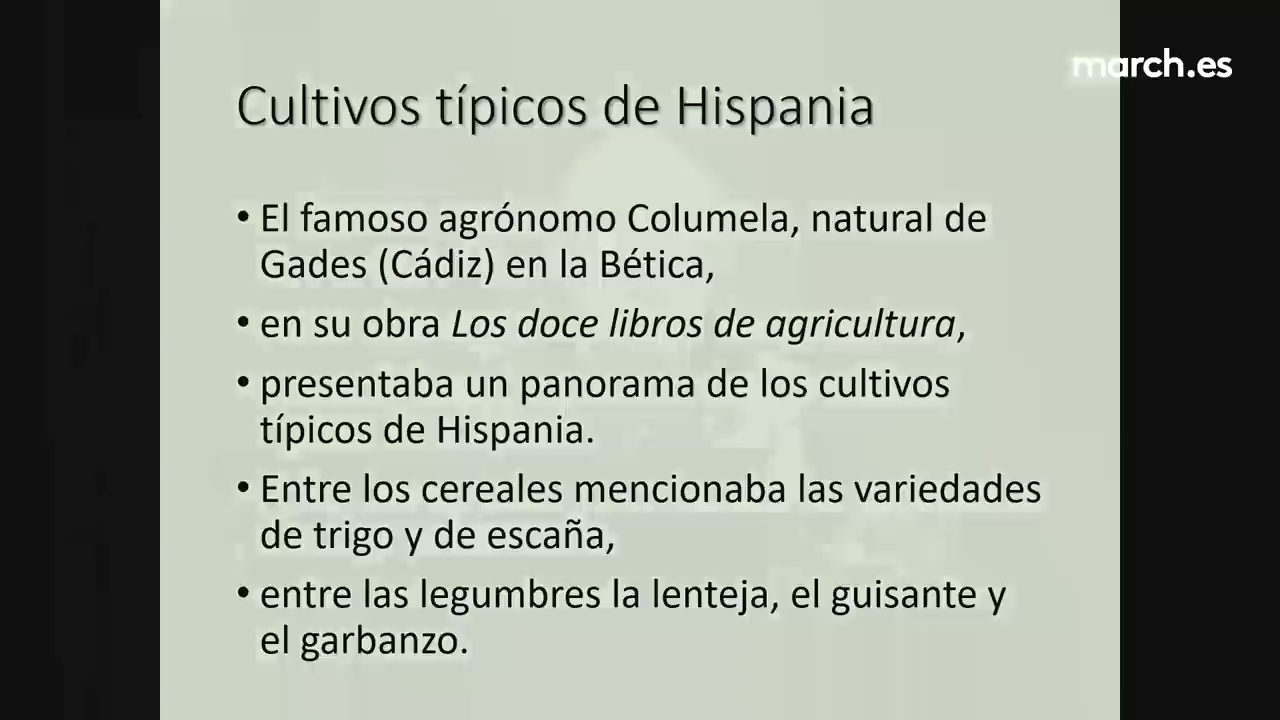 march.es
Cultivos típicos de Hispania
• El famoso agrónomo Columela, natural de
Gades (Cádiz) en la Bética,
• en su obra Los doce libros de agricultura,
• presentaba un panorama de los cultivos
típicos de Hispania.
• Entre los cereales mencionaba las variedades
de trigo y de escaña,
• entre las legumbres la lenteja, el guisante y
el garbanzo.